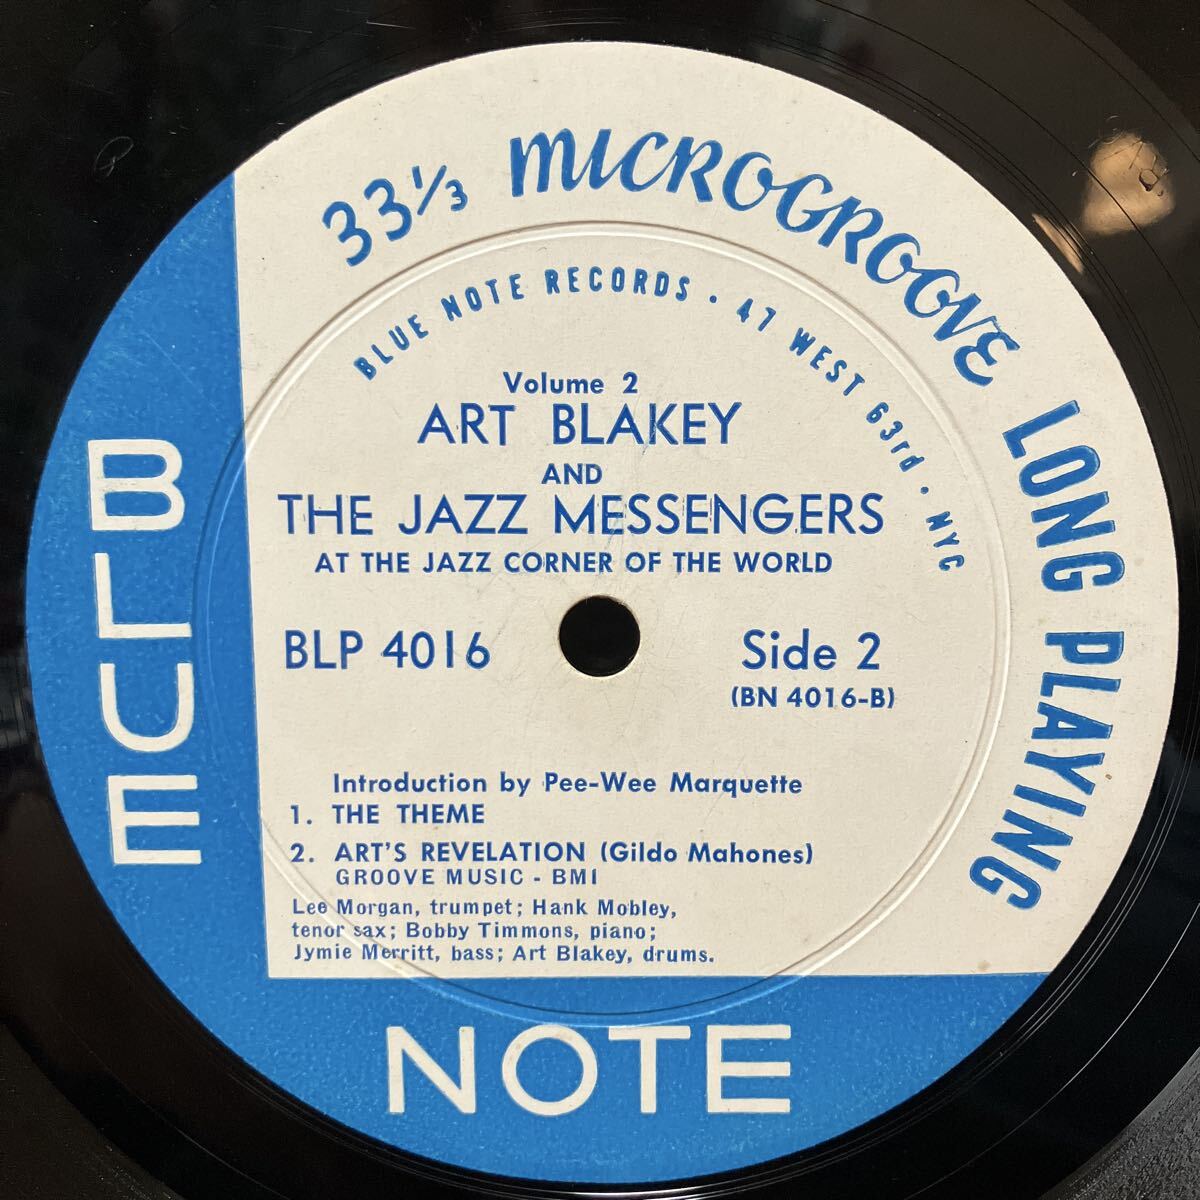 33⅓ MICROGROOVE LONG PLAYING
BLUE NOTE RECORDS · 47 WEST 63rd · NYC
Volume 2
ART BLAKEY
AND
THE JAZZ MESSENGERS
AT THE JAZZ CORNER OF THE WORLD
BLP 4016
Side 2
(BN 4016-B)
Introduction by Pee-Wee Marquette
1. THE THEME
2. ART'S REVELATION (Gildo Mahones)
GROOVE MUSIC - BMI
Lee Morgan, trumpet; Hank Mobley,
tenor sax; Bobby Timmons, piano;
Jymie Merritt, bass; Art Blakey, drums.
BLUE
NOTE